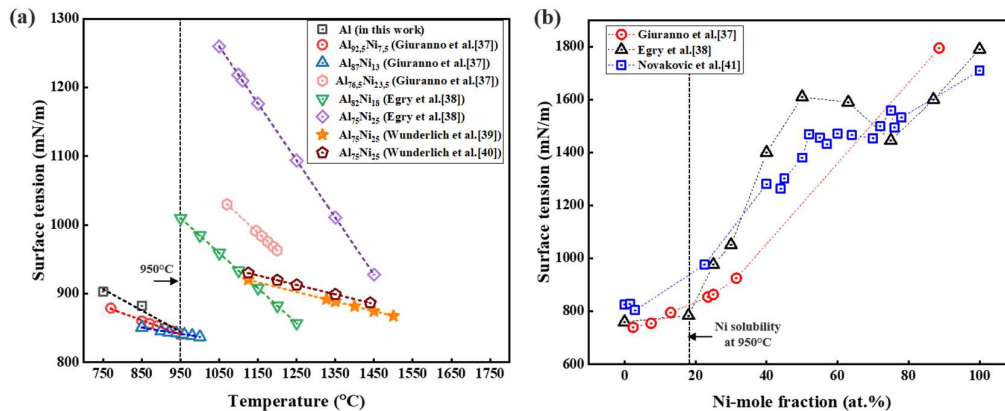 (a)
1300
1200
1100
1000
900
800
Surface tension (mN/m)
750 850 950 1050 1150 1250 1350 1450 1550 1650 1750
Temperature (°C)
950°C
Al (in this work)
Al92,5Ni7,5 (Giuranno et al.[37])
Al87Ni13 (Giuranno et al.[37])
Al76,5Ni23,5 (Giuranno et al.[37])
Al82Ni18 (Egry et al.[38])
Al75Ni25 (Egry et al.[38])
Al75Ni25 (Wunderlich et al.[39])
Al75Ni25 (Wunderlich et al.[40])
(b)
1800
1600
1400
1200
1000
800
600
Surface tension (mN/m)
0 20 40 60 80 100
Ni-mole fraction (at.%)
Giuranno et al.[37]
Egry et al.[38]
Novakovic et al.[41]
Ni solubility
at 950°C